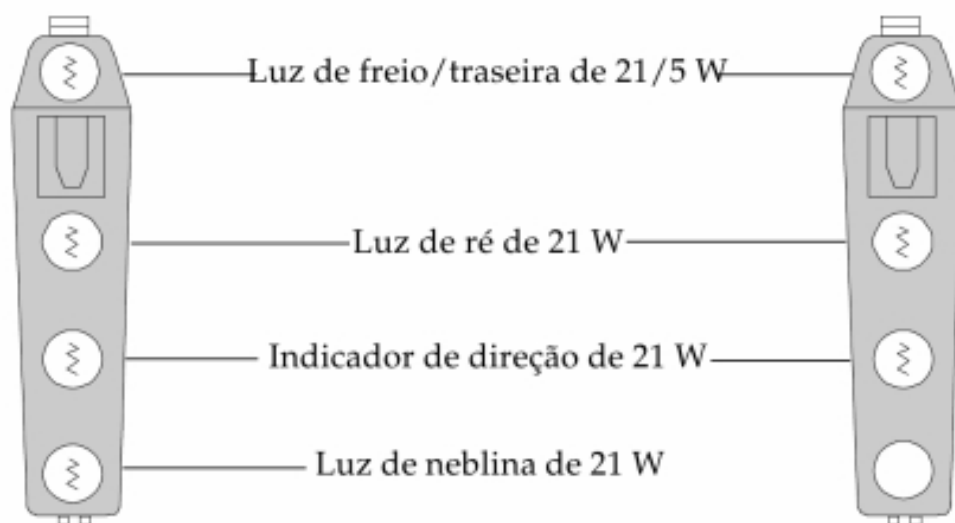 Luz de freio/traseira de 21/5 W
Luz de ré de 21 W
Indicador de direção de 21 W
Luz de neblina de 21 W